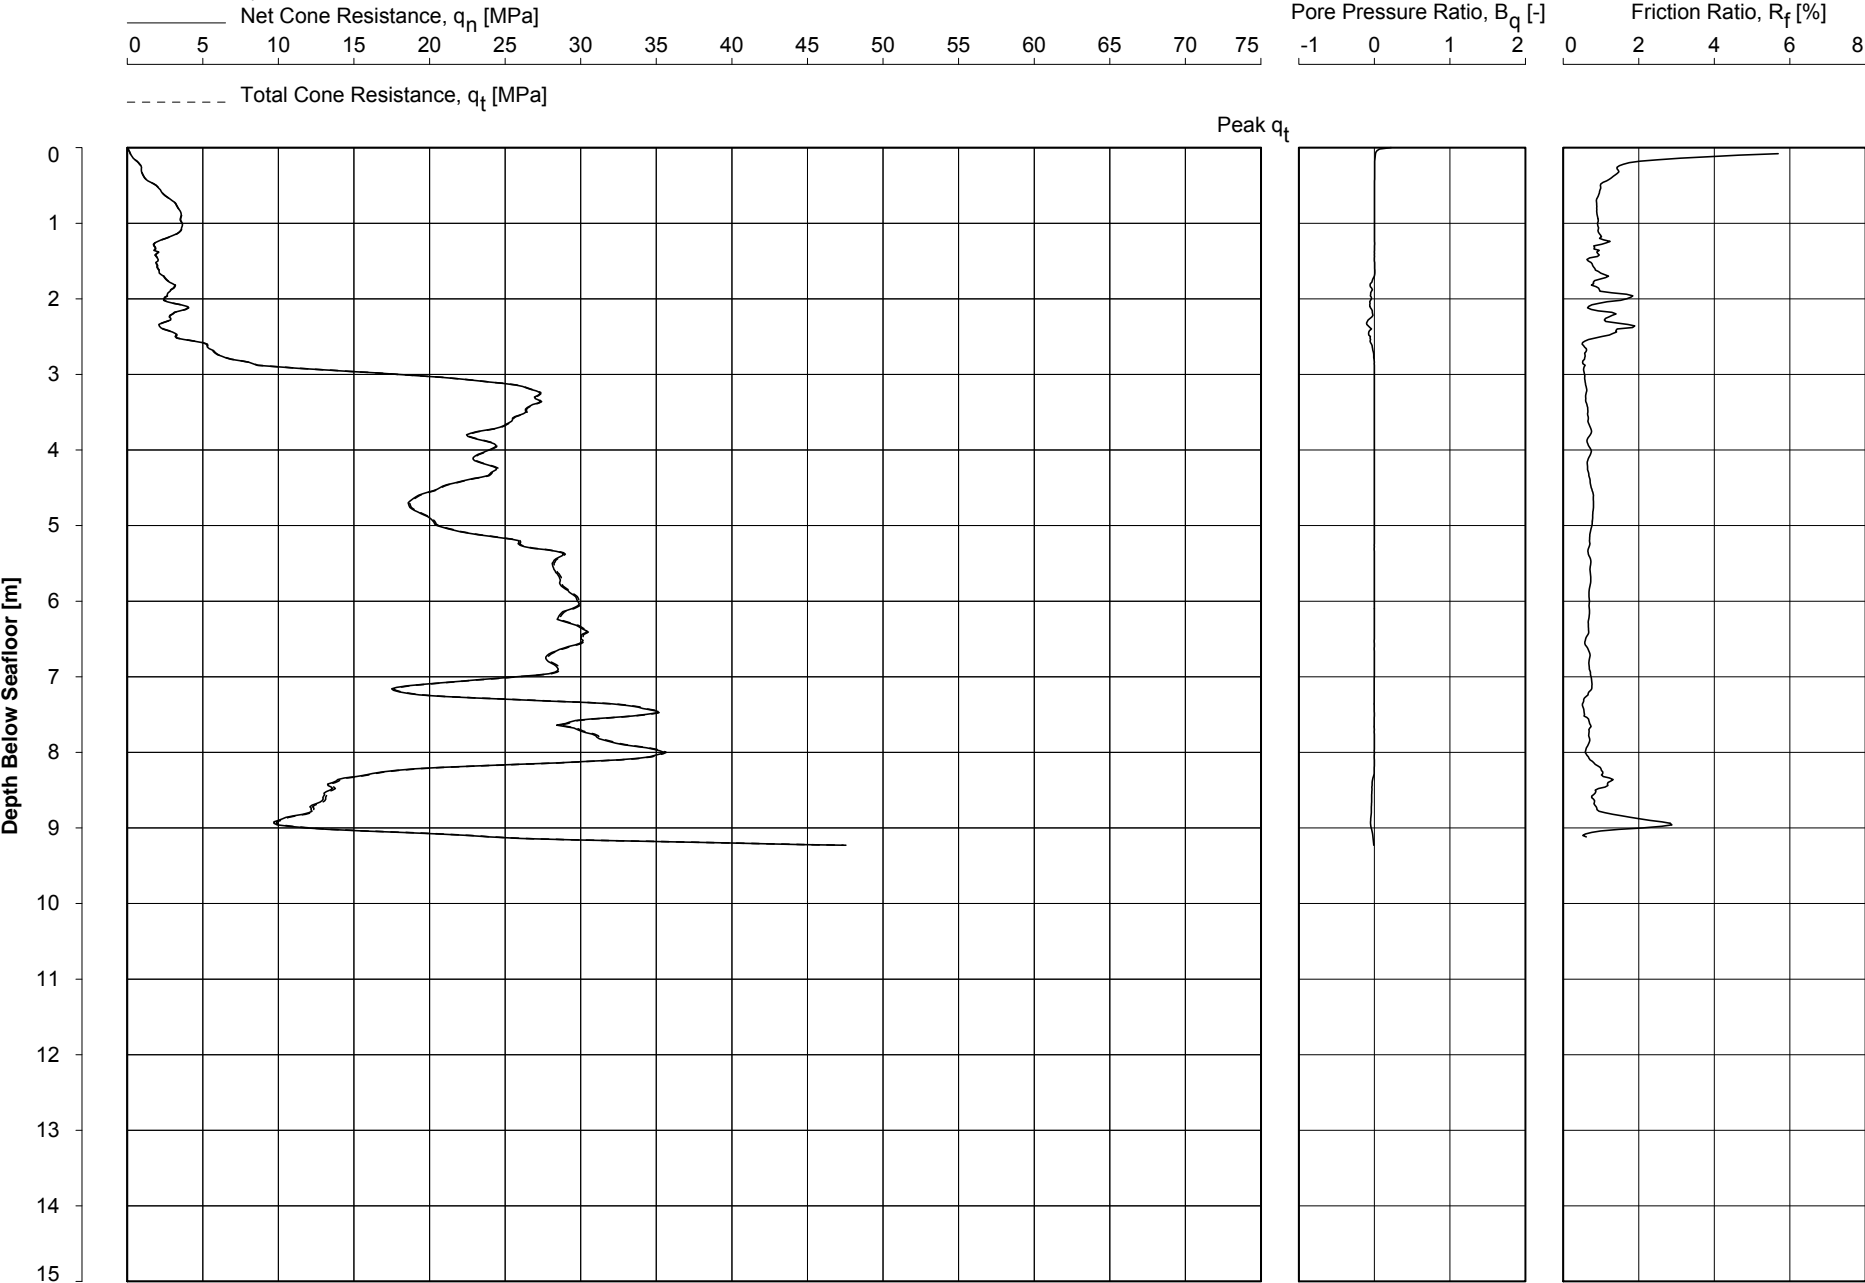 Net Cone Resistance, qn [MPa]
Pore Pressure Ratio, Bq [-]
Friction Ratio, Rf [%]
0 5 10 15 20 25 30 35 40 45 50 55 60 65 70 75
-1 0 1 2
0 2 4 6 8
Total Cone Resistance, qt [MPa]
Peak qt
Depth Below Seafloor [m]
0
1
2
3
4
5
6
7
8
9
10
11
12
13
14
15